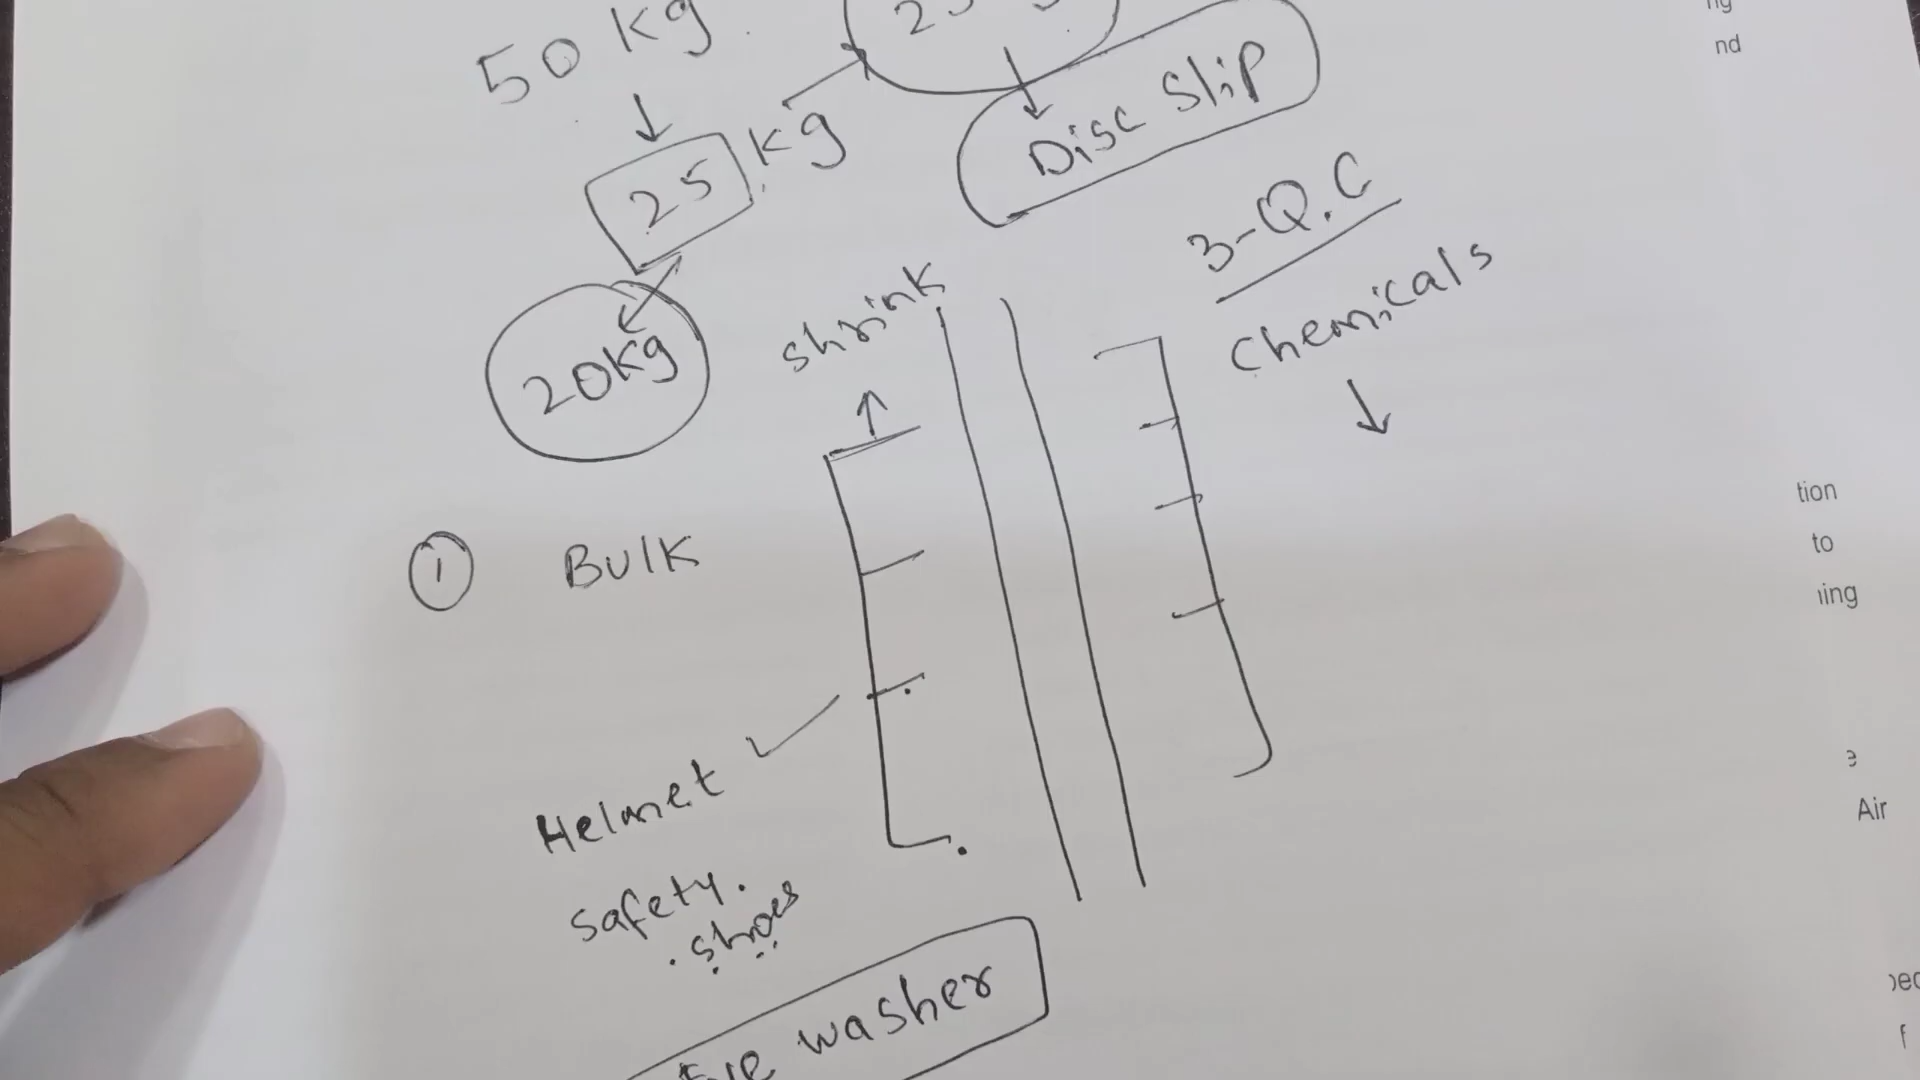 50 kg
25 kg
Disc Slip
20kg
3-Q.C
Chemicals
shrink
① Bulk
Helmet
Safety.
shoes
Eye washer
nd
tion
to
Air